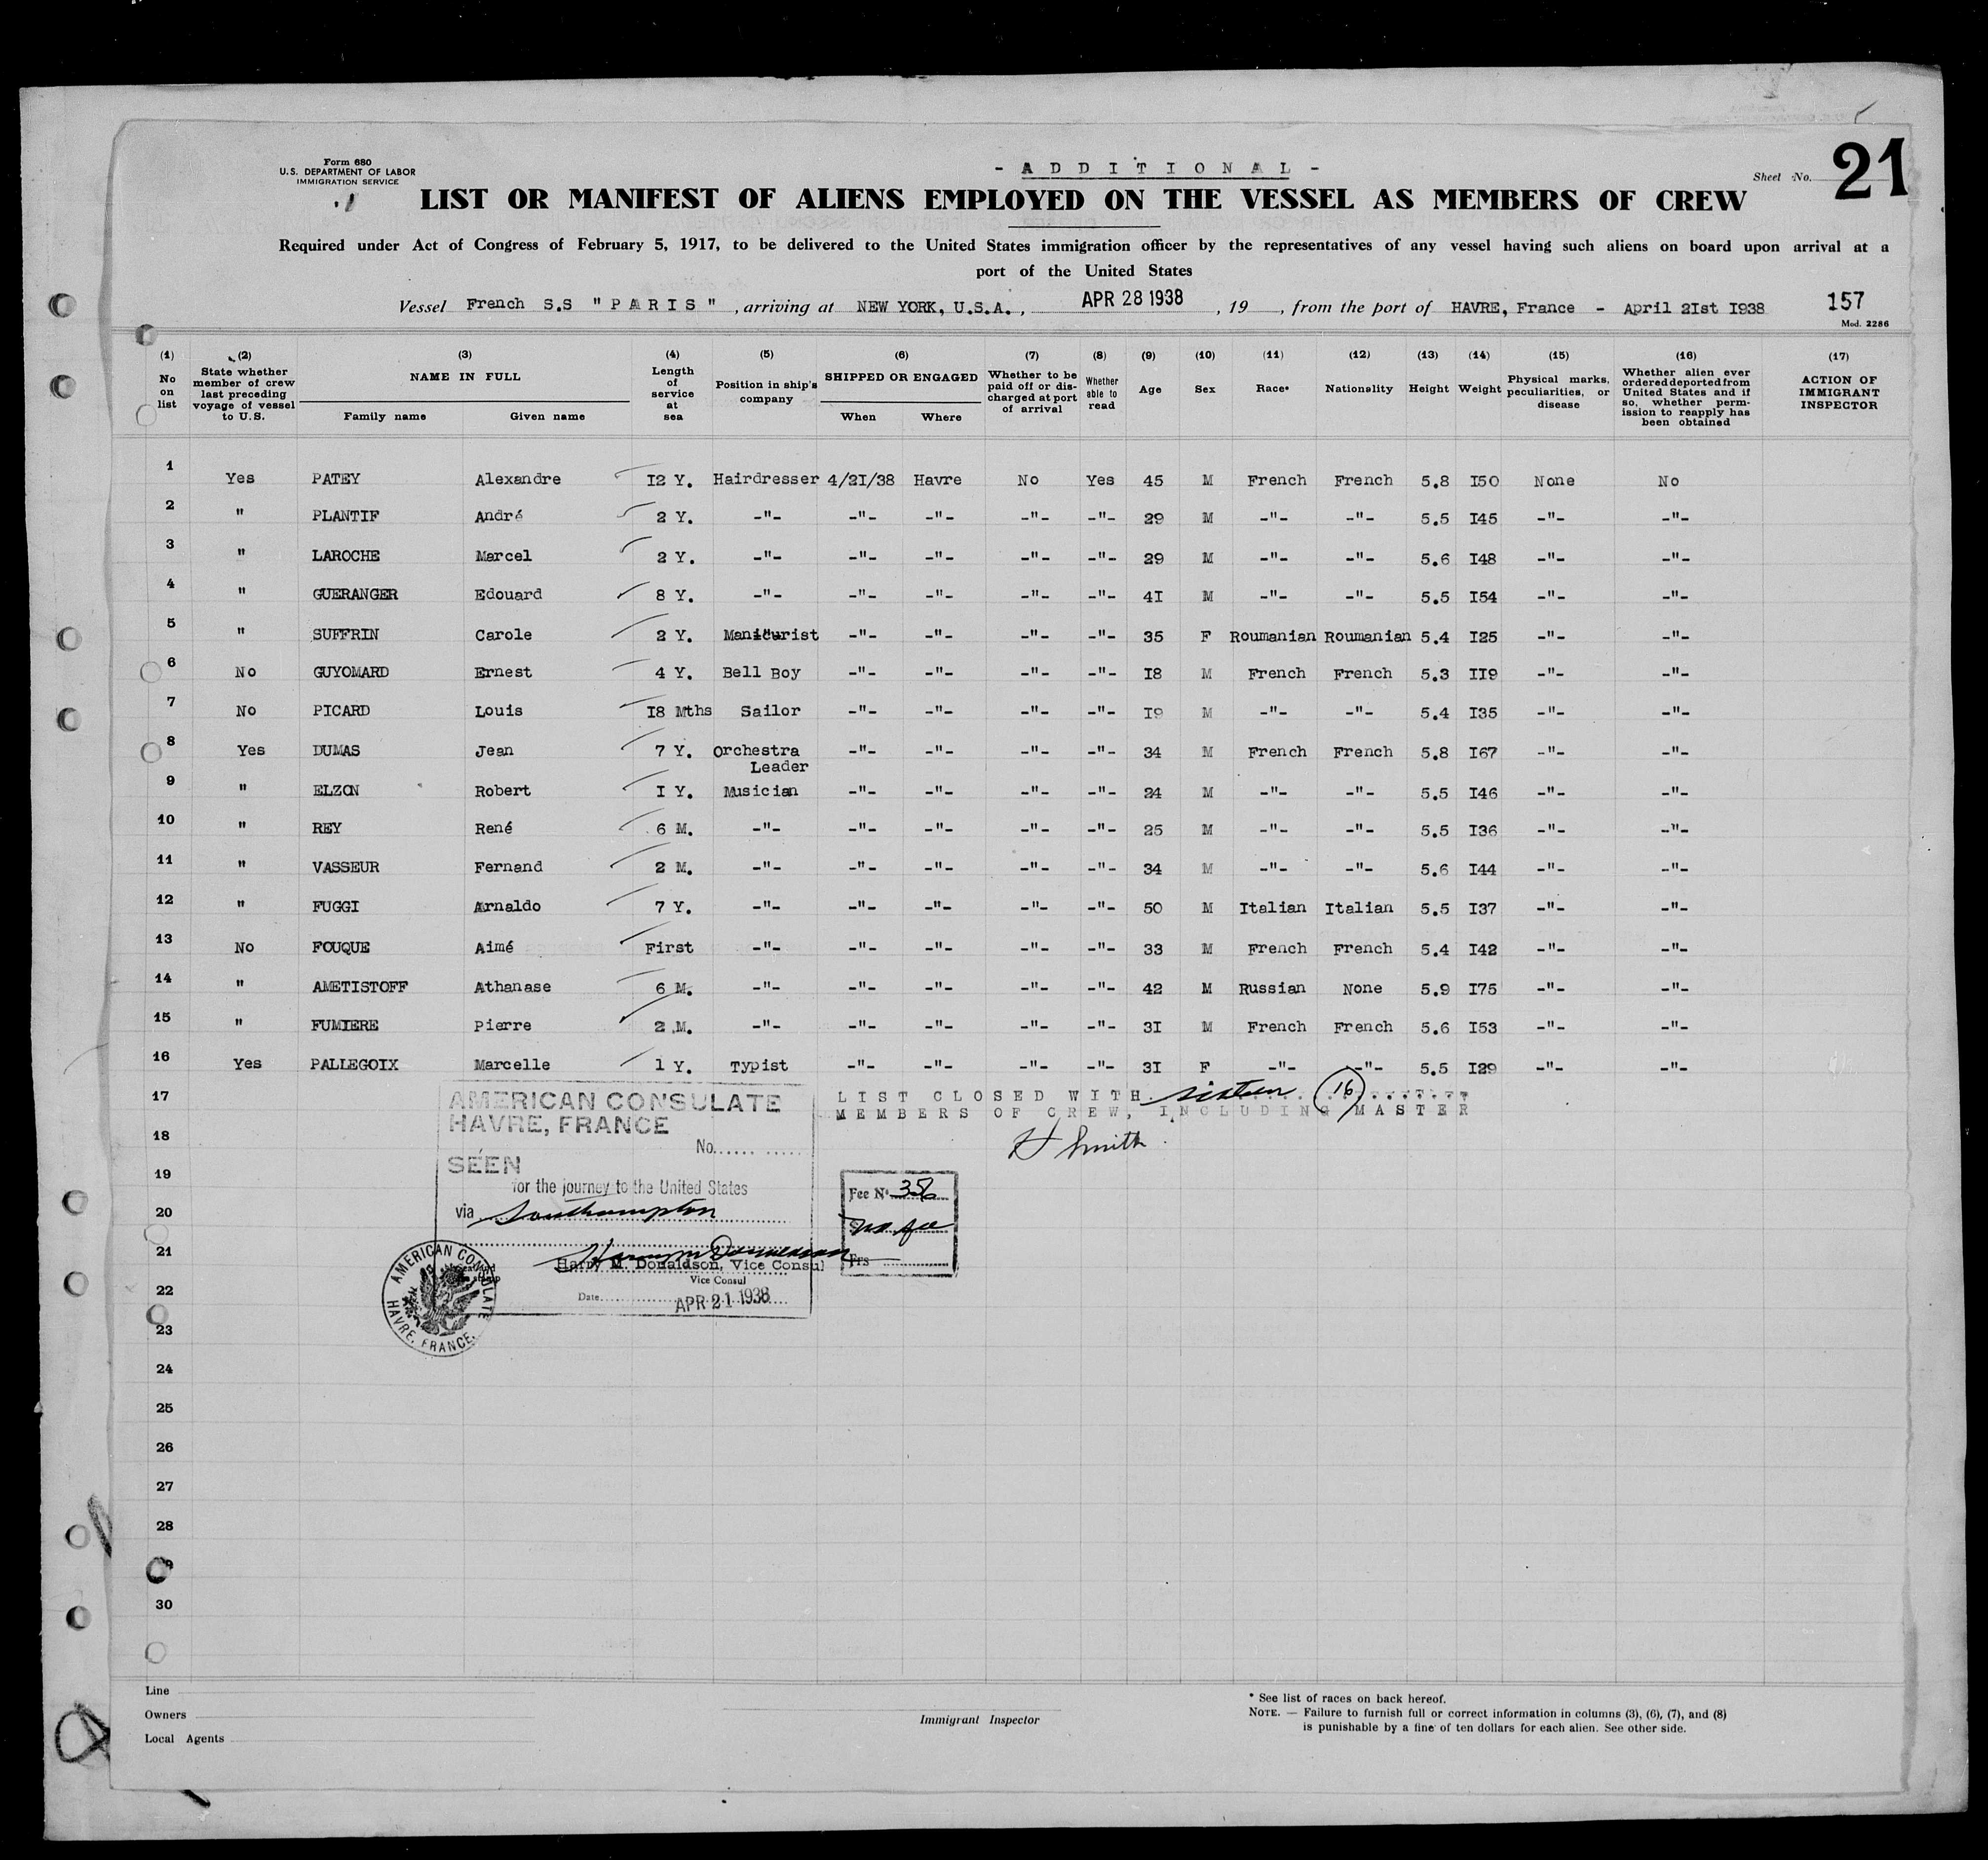 - A D D I T I O N A L -
Form 680
U.S. DEPARTMENT OF LABOR
IMMIGRATION SERVICE
Sheet No. 21
LIST OR MANIFEST OF ALIENS EMPLOYED ON THE VESSEL AS MEMBERS OF CREW
Required under Act of Congress of February 5, 1917, to be delivered to the United States immigration officer by the representatives of any vessel having such aliens on board upon arrival at a
port of the United States
Vessel French S.S "PARIS", arriving at NEW YORK, U.S.A., APR 28 1938, 19 , from the port of HAVRE, France - April 2Ist I938 157
Mod. 2286
(1) (2) (3) (4) (5) (6) (7) (8) (9) (10) (11) (12) (13) (14) (15) (16) (17)
No on list
State whether member of crew last preceding voyage of vessel to U.S.
NAME IN FULL
Family name Given name
Length of service at sea
Position in ship's company
SHIPPED OR ENGAGED
When Where
Whether to be paid off or discharged at port of arrival
Whether able to read
Age
Sex
Race*
Nationality
Height
Weight
Physical marks, peculiarities, or disease
Whether alien ever ordered deported from United States and if so, whether permission to reapply has been obtained
ACTION OF IMMIGRANT INSPECTOR
1 Yes PATEY Alexandre I2 Y. Hairdresser 4/2I/38 Havre No Yes 45 M French French 5.8 I50 None No
2 " PLANTIF André 2 Y. -"- -"- -"- -"- -"- 29 M -"- -"- 5.5 I45 -"- -"-
3 " LAROCHE Marcel 2 Y. -"- -"- -"- -"- -"- 29 M -"- -"- 5.6 I48 -"- -"-
4 " GUERANGER Edouard 8 Y. -"- -"- -"- -"- -"- 4I M -"- -"- 5.5 I54 -"- -"-
5 " SUFFRIN Carole 2 Y. Manicurist -"- -"- -"- -"- 35 F Roumanian Roumanian 5.4 I25 -"- -"-
6 No GUYOMARD Ernest 4 Y. Bell Boy -"- -"- -"- -"- I8 M French French 5.3 II9 -"- -"-
7 No PICARD Louis I8 Mths Sailor -"- -"- -"- -"- I9 M -"- -"- 5.4 I35 -"- -"-
8 Yes DUMAS Jean 7 Y. Orchestra Leader -"- -"- -"- -"- 34 M French French 5.8 I67 -"- -"-
9 " ELZON Robert I Y. Musician -"- -"- -"- -"- 24 M -"- -"- 5.5 I46 -"- -"-
10 " REY René 6 M. -"- -"- -"- -"- -"- 25 M -"- -"- 5.5 I36 -"- -"-
11 " VASSEUR Fernand 2 M. -"- -"- -"- -"- -"- 34 M -"- -"- 5.6 I44 -"- -"-
12 " FUGGI Arnaldo 7 Y. -"- -"- -"- -"- -"- 50 M Italian Italian 5.5 I37 -"- -"-
13 No FOUQUE Aimé First -"- -"- -"- -"- -"- 33 M French French 5.4 I42 -"- -"-
14 " AMETISTOFF Athanase 6 M. -"- -"- -"- -"- -"- 42 M Russian None 5.9 I75 -"- -"-
15 " FUMIERE Pierre 2 M. -"- -"- -"- -"- -"- 3I M French French 5.6 I53 -"- -"-
16 Yes PALLEGOIX Marcelle 1 Y. Typist -"- -"- -"- -"- 3I F -"- -"- 5.5 I29 -"- -"-
17
LIST CLOSED WITH sixteen (16)
MEMBERS OF CREW, INCLUDING MASTER
H Smith
AMERICAN CONSULATE
HAVRE, FRANCE
No.
SEEN
for the journey to the United States
via Southampton
Harry M. Donaldson
Harry M. Donaldson, Vice Consul
Vice Consul
Date APR 21 1938
AMERICAN CONSULATE
HAVRE, FRANCE.
Fee No 356
no fee
Frs
18
19
20
21
22
23
24
25
26
27
28
30
Line
Owners
Local Agents
Immigrant Inspector
* See list of races on back hereof.
NOTE. — Failure to furnish full or correct information in columns (3), (6), (7), and (8)
is punishable by a fine of ten dollars for each alien. See other side.